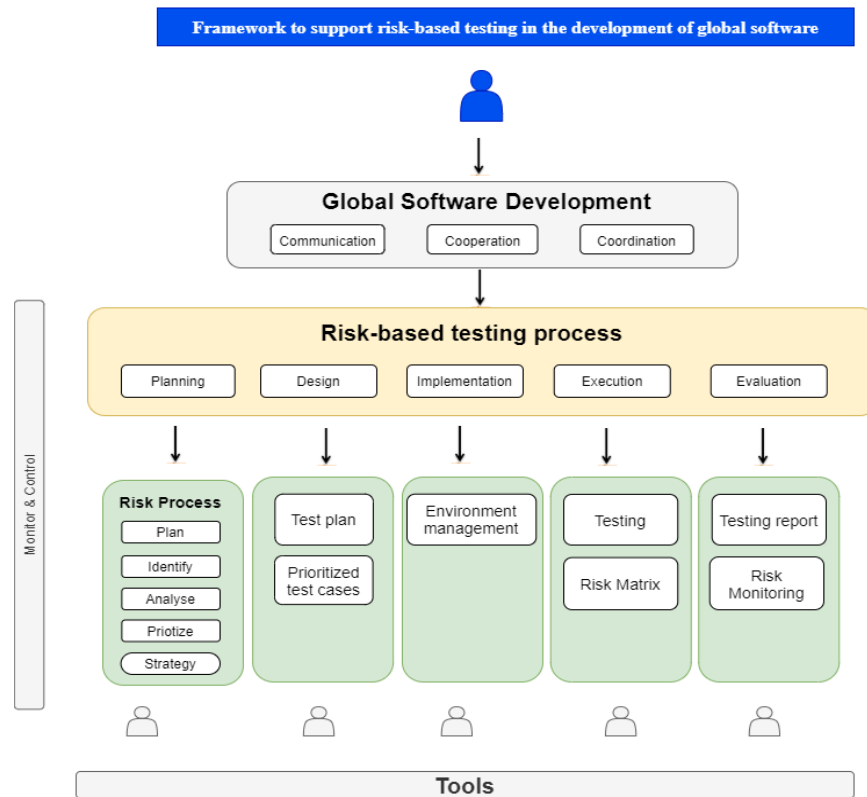 Framework to support risk-based testing in the development of global software
Global Software Development
Communication
Cooperation
Coordination
Risk-based testing process
Planning
Design
Implementation
Execution
Evaluation
Monitor & Control
Risk Process
Plan
Identify
Analyse
Priotize
Strategy
Test plan
Prioritized
test cases
Environment
management
Testing
Risk Matrix
Testing report
Risk
Monitoring
Tools